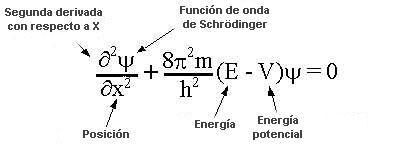 Segunda derivada
con respecto a X
Función de onda
de Schrödinger
∂²ψ/∂x² + 8π²m/h² (E - V)ψ = 0
Posición
Energía
Energía
potencial